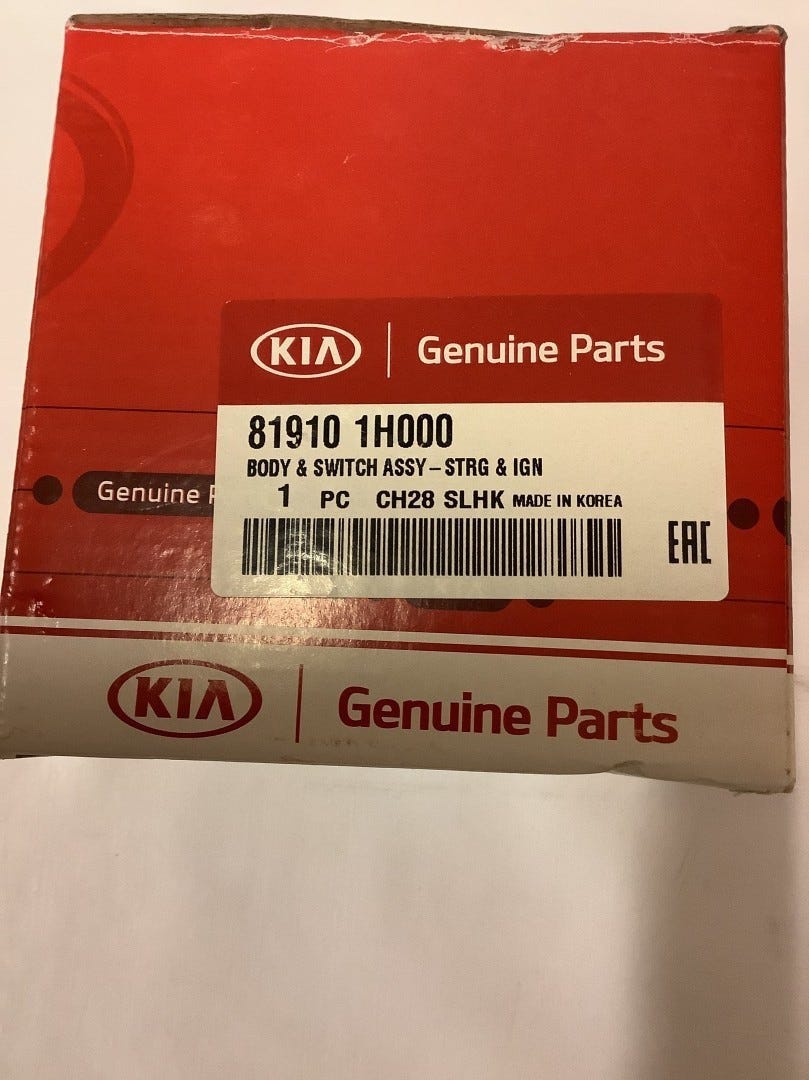 KIA Genuine Parts
81910 1H000
BODY & SWITCH ASSY-STRG & IGN
1 PC CH28 SLHK MADE IN KOREA
EAC
Genuine P
KIA Genuine Parts